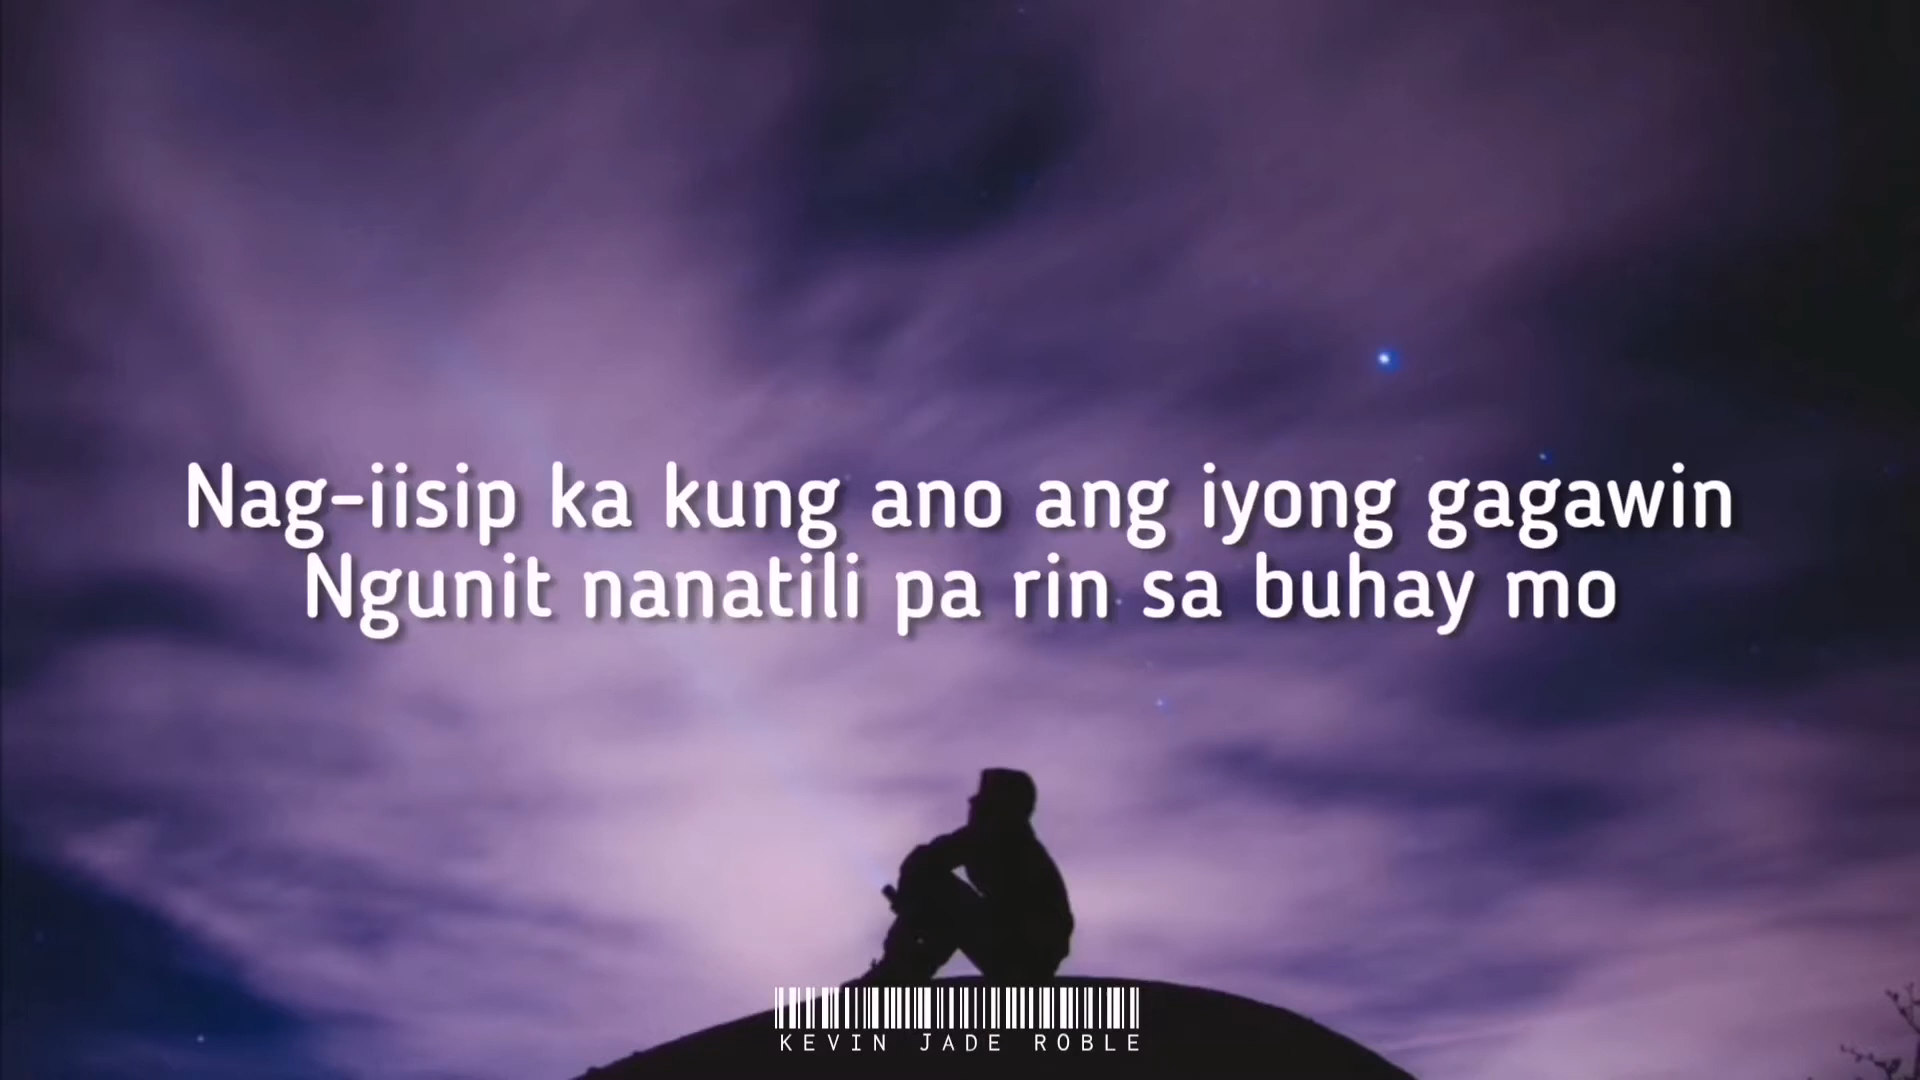 Nag-iisip ka kung ano ang iyong gagawin
Ngunit nanatili pa rin sa buhay mo
KEVIN JADE ROBLE